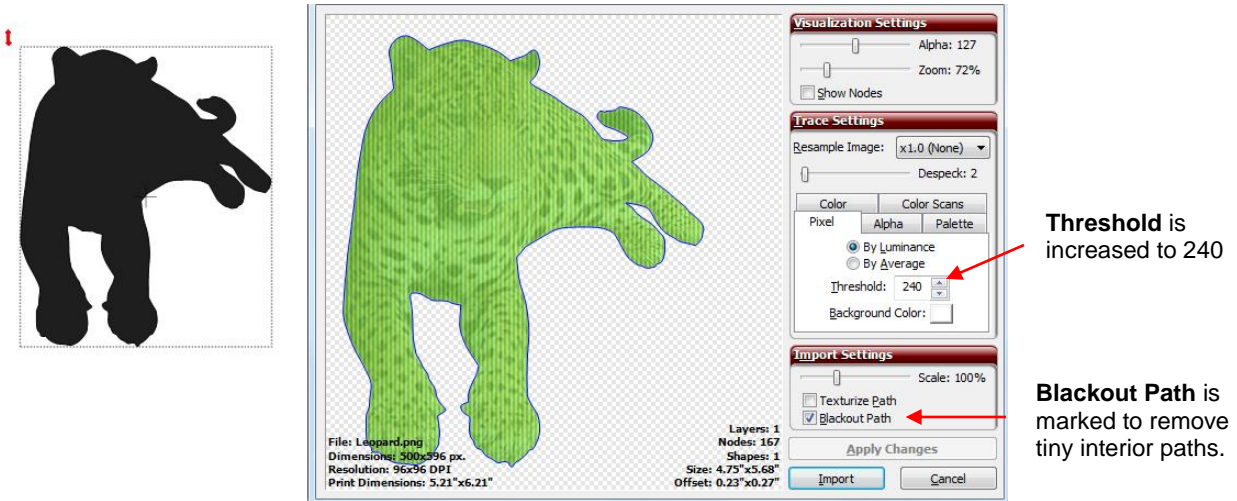 Visualization Settings
Alpha: 127
Zoom: 72%
Show Nodes
Trace Settings
Resample Image: x1.0 (None)
Despeck: 2
Color Color Scans
Pixel Alpha Palette
By Luminance
By Average
Threshold: 240
Background Color:
Import Settings
Scale: 100%
Texturize Path
Blackout Path
Apply Changes
Import Cancel
File: Leopard.png
Dimensions: 500x596 px.
Resolution: 96x96 DPI
Print Dimensions: 5.21"x6.21"
Layers: 1
Nodes: 167
Shapes: 1
Size: 4.75"x5.68"
Offset: 0.23"x0.27"
Threshold is
increased to 240
Blackout Path is
marked to remove
tiny interior paths.